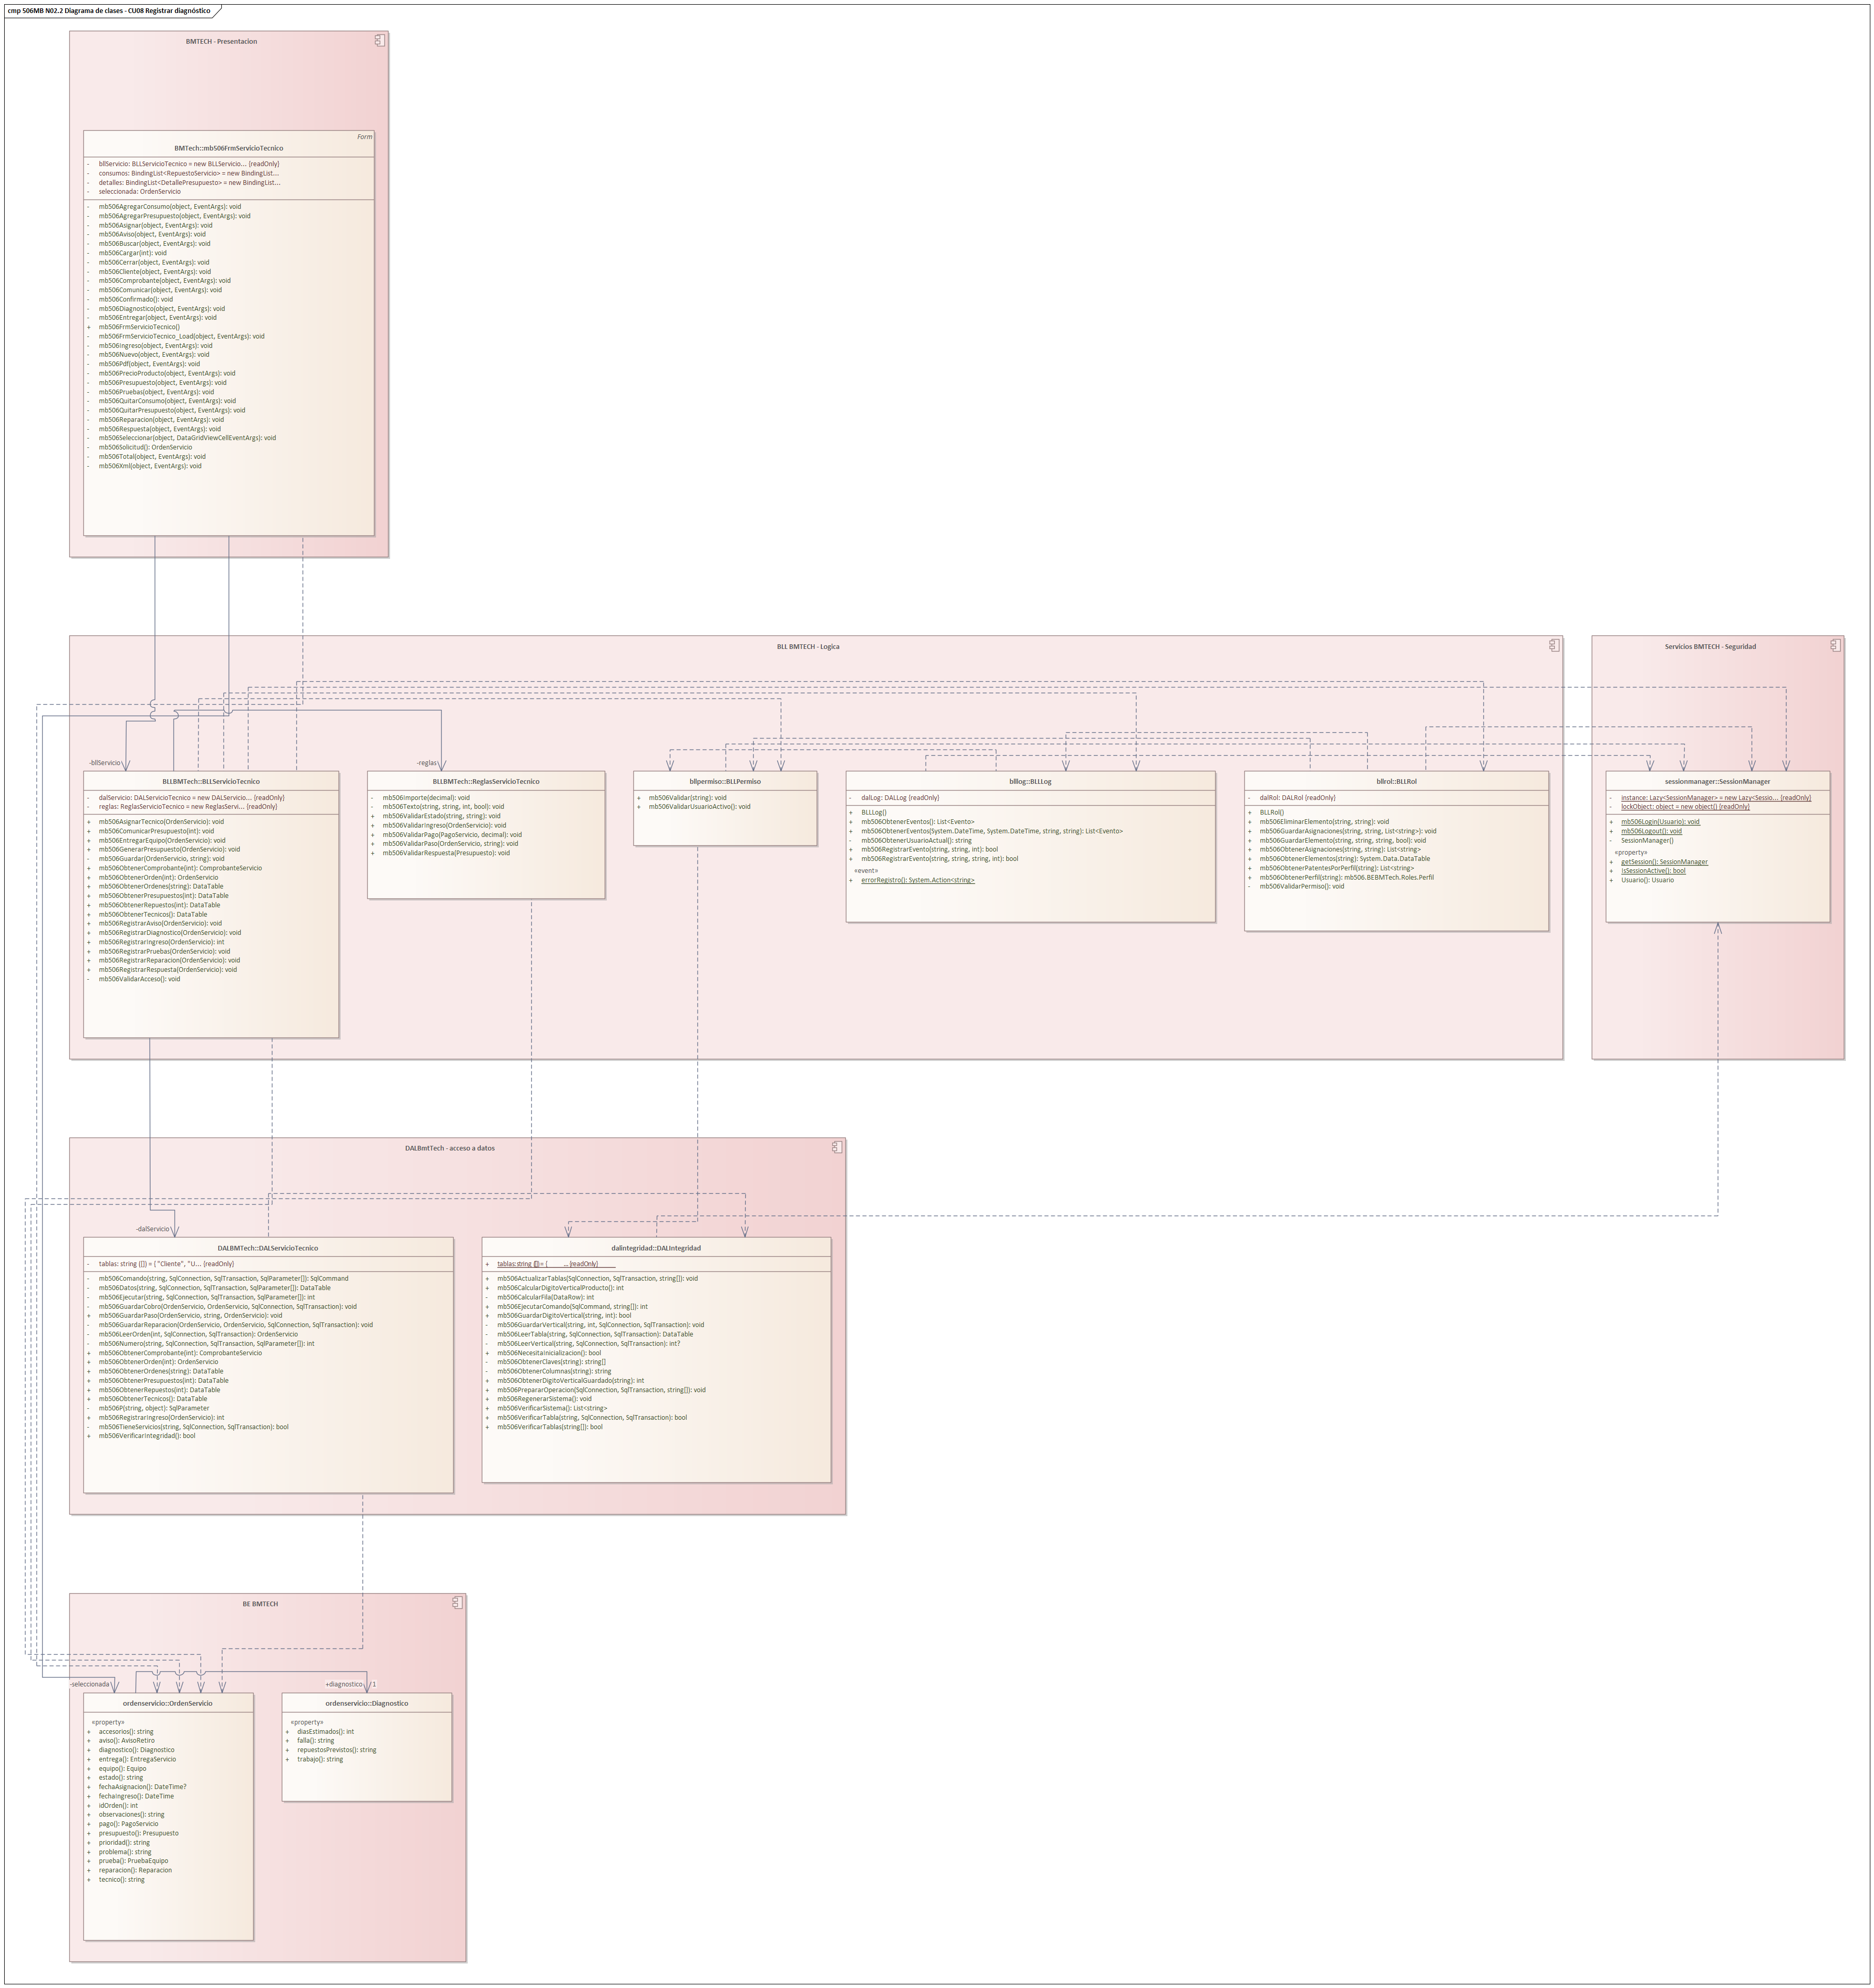 cmp 506MB N02.2 Diagrama de clases - CU08 Registrar diagnóstico
BMTECH - Presentacion
Form
BMTech::mb506FrmServicioTecnico
- bllServicio: BLLServicioTecnico = new BLLServicio... {readOnly}
- consumos: BindingList<RepuestoServicio> = new BindingList...
- detalles: BindingList<DetallePresupuesto> = new BindingList...
- seleccionada: OrdenServicio
- mb506AgregarConsumo(object, EventArgs): void
- mb506AgregarPresupuesto(object, EventArgs): void
- mb506Asignar(object, EventArgs): void
- mb506Aviso(object, EventArgs): void
- mb506Buscar(object, EventArgs): void
- mb506Cargar(int): void
- mb506Cerrar(object, EventArgs): void
- mb506Cliente(object, EventArgs): void
- mb506Comprobante(object, EventArgs): void
- mb506Comunicar(object, EventArgs): void
- mb506Confirmado(): void
- mb506Diagnostico(object, EventArgs): void
- mb506Entregar(object, EventArgs): void
+ mb506FrmServicioTecnico()
- mb506FrmServicioTecnico_Load(object, EventArgs): void
- mb506Ingreso(object, EventArgs): void
- mb506Nuevo(object, EventArgs): void
- mb506Pdf(object, EventArgs): void
- mb506PrecioProducto(object, EventArgs): void
- mb506Presupuesto(object, EventArgs): void
- mb506Pruebas(object, EventArgs): void
- mb506QuitarConsumo(object, EventArgs): void
- mb506QuitarPresupuesto(object, EventArgs): void
- mb506Reparacion(object, EventArgs): void
- mb506Respuesta(object, EventArgs): void
- mb506Seleccionar(object, DataGridViewCellEventArgs): void
- mb506Solicitud(): OrdenServicio
- mb506Total(object, EventArgs): void
- mb506Xml(object, EventArgs): void
BLL BMTECH - Logica
Servicios BMTECH - Seguridad
-bllServicio
-reglas
BLLBMTech::BLLServicioTecnico
- dalServicio: DALServicioTecnico = new DALServicio... {readOnly}
- reglas: ReglasServicioTecnico = new ReglasServi... {readOnly}
+ mb506AsignarTecnico(OrdenServicio): void
+ mb506ComunicarPresupuesto(int): void
+ mb506EntregarEquipo(OrdenServicio): void
+ mb506GenerarPresupuesto(OrdenServicio): void
- mb506Guardar(OrdenServicio, string): void
+ mb506ObtenerComprobante(int): ComprobanteServicio
+ mb506ObtenerOrden(int): OrdenServicio
+ mb506ObtenerOrdenes(string): DataTable
+ mb506ObtenerPresupuestos(int): DataTable
+ mb506ObtenerRepuestos(int): DataTable
+ mb506ObtenerTecnicos(): DataTable
+ mb506RegistrarAviso(OrdenServicio): void
+ mb506RegistrarDiagnostico(OrdenServicio): void
+ mb506RegistrarIngreso(OrdenServicio): int
+ mb506RegistrarPruebas(OrdenServicio): void
+ mb506RegistrarReparacion(OrdenServicio): void
+ mb506RegistrarRespuesta(OrdenServicio): void
- mb506ValidarAcceso(): void
BLLBMTech::ReglasServicioTecnico
- mb506Importe(decimal): void
- mb506Texto(string, string, int, bool): void
+ mb506ValidarEstado(string, string): void
+ mb506ValidarIngreso(OrdenServicio): void
+ mb506ValidarPago(PagoServicio, decimal): void
+ mb506ValidarPaso(OrdenServicio, string): void
+ mb506ValidarRespuesta(Presupuesto): void
bllpermiso::BLLPermiso
+ mb506Validar(string): void
+ mb506ValidarUsuarioActivo(): void
blllog::BLLLog
- dalLog: DALLog {readOnly}
+ BLLLog()
+ mb506ObtenerEventos(): List<Evento>
+ mb506ObtenerEventos(System.DateTime, System.DateTime, string, string): List<Evento>
- mb506ObtenerUsuarioActual(): string
+ mb506RegistrarEvento(string, string, int): bool
+ mb506RegistrarEvento(string, string, string, int): bool
«event»
+ errorRegistro(): System.Action<string>
bllrol::BLLRol
- dalRol: DALRol {readOnly}
+ BLLRol()
+ mb506EliminarElemento(string, string): void
+ mb506GuardarAsignaciones(string, string, List<string>): void
+ mb506GuardarElemento(string, string, string, bool): void
+ mb506ObtenerAsignaciones(string, string): List<string>
+ mb506ObtenerElementos(string): System.Data.DataTable
+ mb506ObtenerPatentesPorPerfil(string): List<string>
+ mb506ObtenerPerfil(string): mb506.BEBMTech.Roles.Perfil
- mb506ValidarPermiso(): void
sessionmanager::SessionManager
- instance: Lazy<SessionManager> = new Lazy<Sessio... {readOnly}
- lockObject: object = new object() {readOnly}
+ mb506Login(Usuario): void
+ mb506Logout(): void
- SessionManager()
«property»
+ getSession(): SessionManager
+ isSessionActive(): bool
+ Usuario(): Usuario
DALBmtTech - acceso a datos
-dalServicio
DALBMTech::DALServicioTecnico
- tablas: string ([]) = { "Cliente", "U... {readOnly}
- mb506Comando(string, SqlConnection, SqlTransaction, SqlParameter[]): SqlCommand
- mb506Datos(string, SqlConnection, SqlTransaction, SqlParameter[]): DataTable
- mb506Ejecutar(string, SqlConnection, SqlTransaction, SqlParameter[]): int
- mb506GuardarCobro(OrdenServicio, OrdenServicio, SqlConnection, SqlTransaction): void
+ mb506GuardarPaso(OrdenServicio, string, OrdenServicio): void
- mb506GuardarReparacion(OrdenServicio, OrdenServicio, SqlConnection, SqlTransaction): void
- mb506LeerOrden(int, SqlConnection, SqlTransaction): OrdenServicio
- mb506Numero(string, SqlConnection, SqlTransaction, SqlParameter[]): int
+ mb506ObtenerComprobante(int): ComprobanteServicio
+ mb506ObtenerOrden(int): OrdenServicio
+ mb506ObtenerOrdenes(string): DataTable
+ mb506ObtenerPresupuestos(int): DataTable
+ mb506ObtenerRepuestos(int): DataTable
+ mb506ObtenerTecnicos(): DataTable
- mb506P(string, object): SqlParameter
+ mb506RegistrarIngreso(OrdenServicio): int
- mb506TieneServicios(string, SqlConnection, SqlTransaction): bool
+ mb506VerificarIntegridad(): bool
dalintegridad::DALIntegridad
+ tablas: string ([]) = { ... {readOnly}
+ mb506ActualizarTablas(SqlConnection, SqlTransaction, string[]): void
+ mb506CalcularDigitoVerticalProducto(): int
- mb506CalcularFila(DataRow): int
+ mb506EjecutarComando(SqlCommand, string[]): int
+ mb506GuardarDigitoVertical(string, int): bool
- mb506GuardarVertical(string, int, SqlConnection, SqlTransaction): void
- mb506LeerTabla(string, SqlConnection, SqlTransaction): DataTable
- mb506LeerVertical(string, SqlConnection, SqlTransaction): int?
+ mb506NecesitaInicializacion(): bool
- mb506ObtenerClaves(string): string[]
- mb506ObtenerColumnas(string): string
+ mb506ObtenerDigitoVerticalGuardado(string): int
+ mb506PrepararOperacion(SqlConnection, SqlTransaction, string[]): void
+ mb506RegenerarSistema(): void
+ mb506VerificarSistema(): List<string>
+ mb506VerificarTabla(string, SqlConnection, SqlTransaction): bool
+ mb506VerificarTablas(string[]): bool
BE BMTECH
-seleccionada
+diagnostico
1
ordenservicio::OrdenServicio
«property»
+ accesorios(): string
+ aviso(): AvisoRetiro
+ diagnostico(): Diagnostico
+ entrega(): EntregaServicio
+ equipo(): Equipo
+ estado(): string
+ fechaAsignacion(): DateTime?
+ fechaIngreso(): DateTime
+ idOrden(): int
+ observaciones(): string
+ pago(): PagoServicio
+ presupuesto(): Presupuesto
+ prioridad(): string
+ problema(): string
+ prueba(): PruebaEquipo
+ reparacion(): Reparacion
+ tecnico(): string
ordenservicio::Diagnostico
«property»
+ diasEstimados(): int
+ falla(): string
+ repuestosPrevistos(): string
+ trabajo(): string